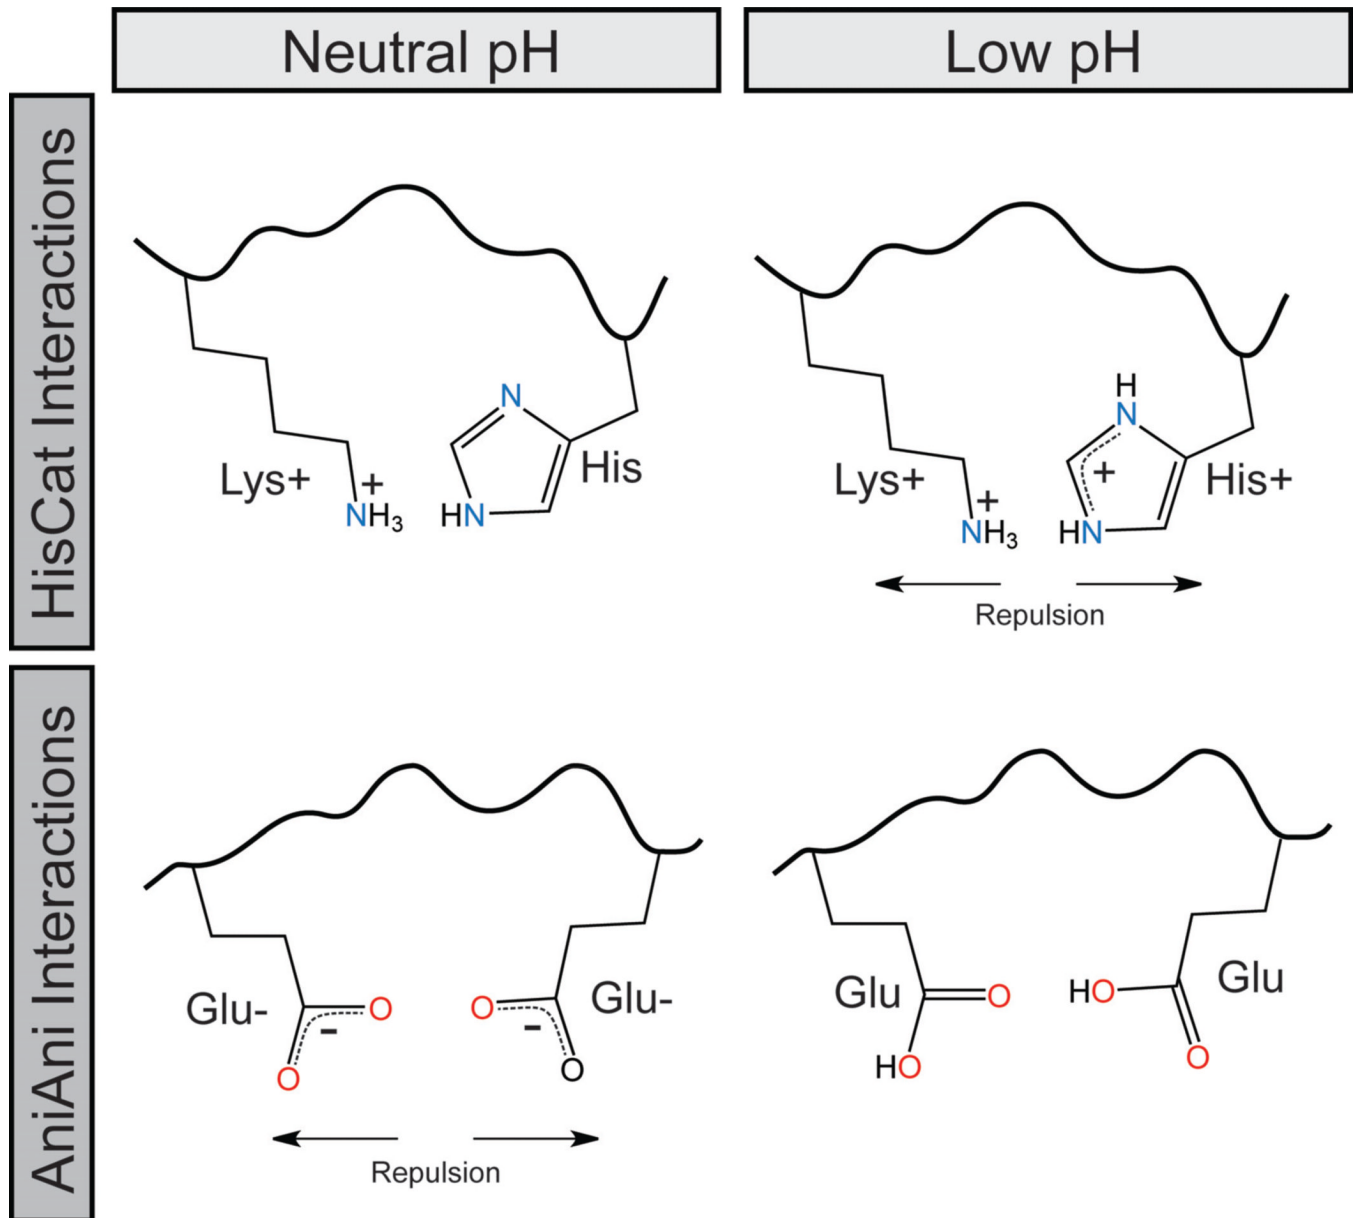 Neutral pH
Low pH
HisCat Interactions
N
Lys+
+
NH3
HN
His
H
N
Lys+
+
NH3
+
HN
His+
Repulsion
AniAni Interactions
Glu-
O
-
O
O
-
O
Glu-
Repulsion
Glu
O
HO
HO
O
Glu